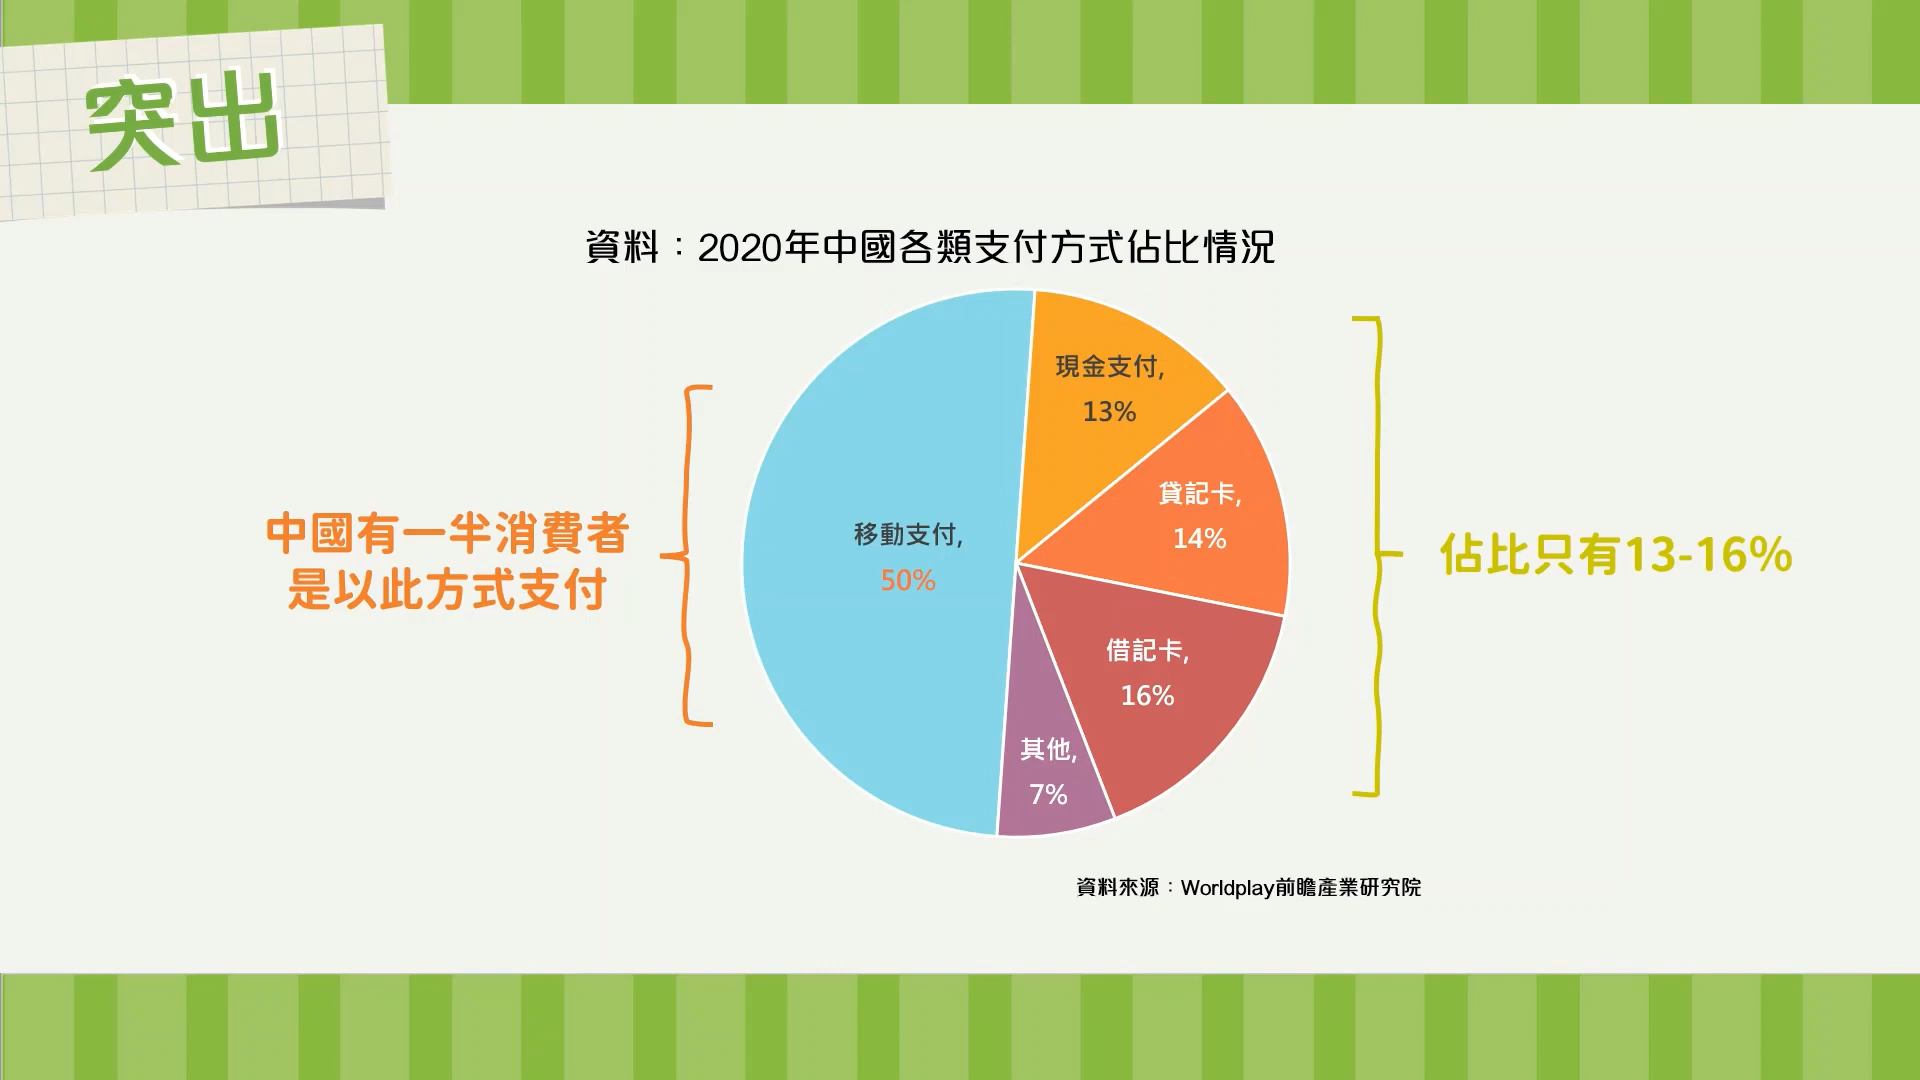 突出
資料：2020年中國各類支付方式佔比情況
現金支付,
13%
貸記卡,
14%
借記卡,
16%
其他,
7%
移動支付,
50%
中國有一半消費者
是以此方式支付
佔比只有13-16%
資料來源：Worldplay前瞻產業研究院